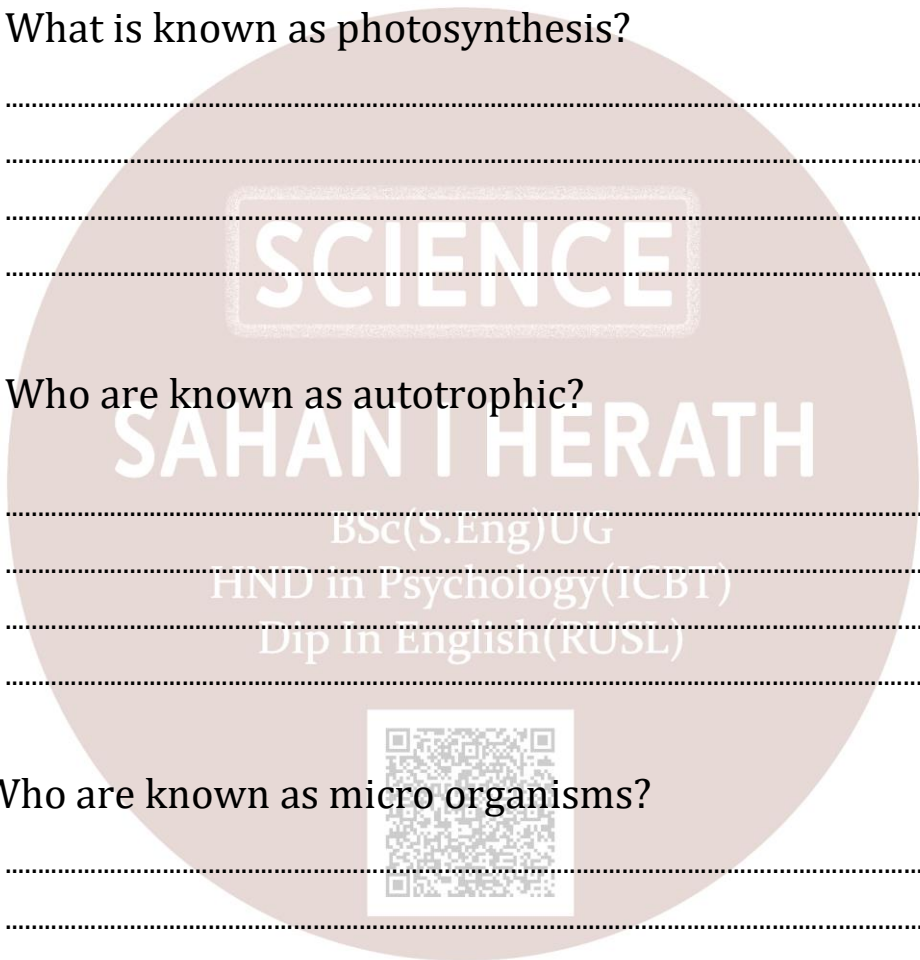 What is known as photosynthesis?
................................................................................
................................................................................
................................................................................
................................................................................
SCIENCE
Who are known as autotrophic?
SAHAN I HERATH
................................................................................
BSc(S.Eng)UG
................................................................................
HND in Psychology(ICBT)
................................................................................
Dip In English(RUSL)
................................................................................
Who are known as micro organisms?
................................................................................
................................................................................